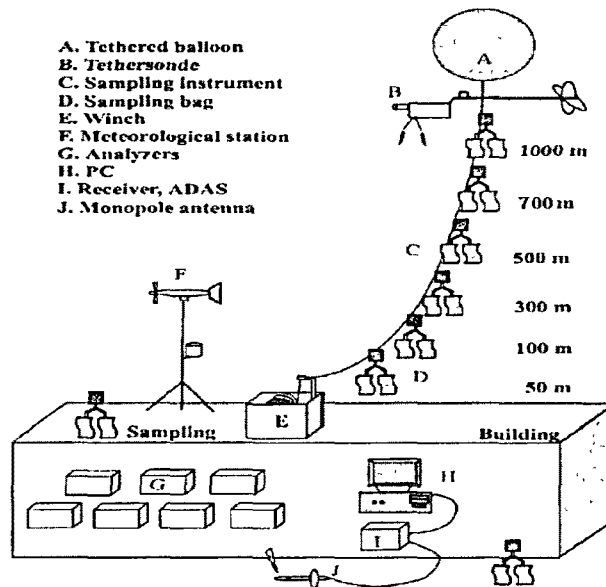 A. Tethered balloon
B. Tethersonde
C. Sampling instrument
D. Sampling bag
E. Winch
F. Meteorological station
G. Analyzers
H. PC
I. Receiver, ADAS
J. Monopole antenna
A
B
1000 m
700 m
C
500 m
F
300 m
100 m
D
50 m
E
Sampling
Building
G
H
I
J